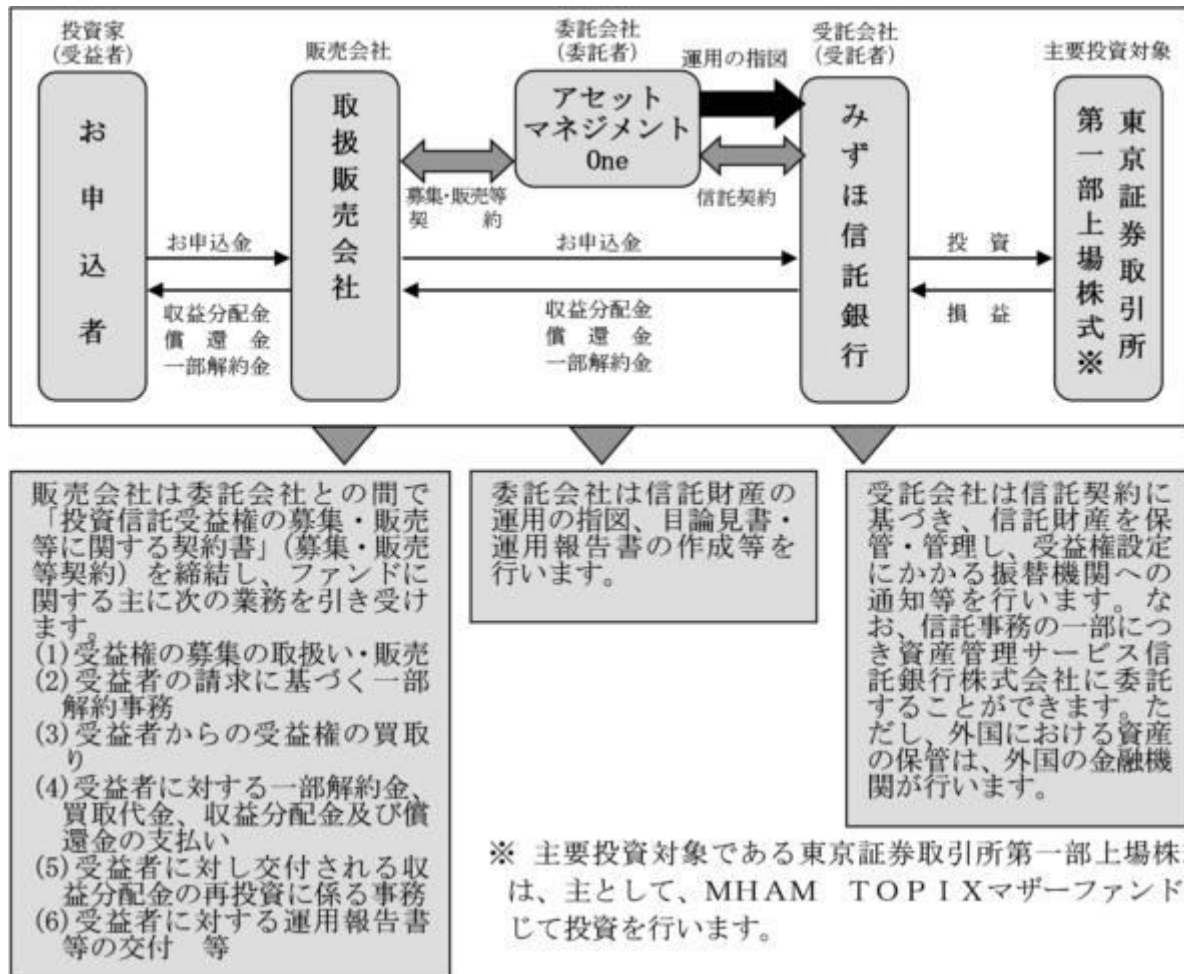 投資家
(受益者)
販売会社
委託会社
(委託者)
運用の指図
受託会社
(受託者)
主要投資対象
お申込者
取扱販売会社
アセット
マネジメント
One
みずほ信託銀行
東京証券取引所
第一部上場株式※
募集・販売等
契　　約
信託契約
お申込金
お申込金
投　資
収益分配金
償　還　金
一部解約金
収益分配金
償　還　金
一部解約金
損　益
販売会社は委託会社との間で
「投資信託受益権の募集・販売
等に関する契約書」(募集・販売
等契約)を締結し、ファンドに
関する主に次の業務を引き受け
ます。
(1)受益権の募集の取扱い・販売
(2)受益者の請求に基づく一部
解約事務
(3)受益者からの受益権の買取
り
(4)受益者に対する一部解約金、
買取代金、収益分配金及び償
還金の支払い
(5)受益者に対し交付される収
益分配金の再投資に係る事務
(6)受益者に対する運用報告書
等の交付　等
委託会社は信託財産の
運用の指図、目論見書・
運用報告書の作成等を
行います。
受託会社は信託契約に
基づき、信託財産を保
管・管理し、受益権設定
にかかる振替機関への
通知等を行います。な
お、信託事務の一部につ
き資産管理サービス信
託銀行株式会社に委託
することができます。た
だし、外国における資産
の保管は、外国の金融機
関が行います。
※ 主要投資対象である東京証券取引所第一部上場株
は、主として、MHAM　TOPIXマザーファンド
じて投資を行います。